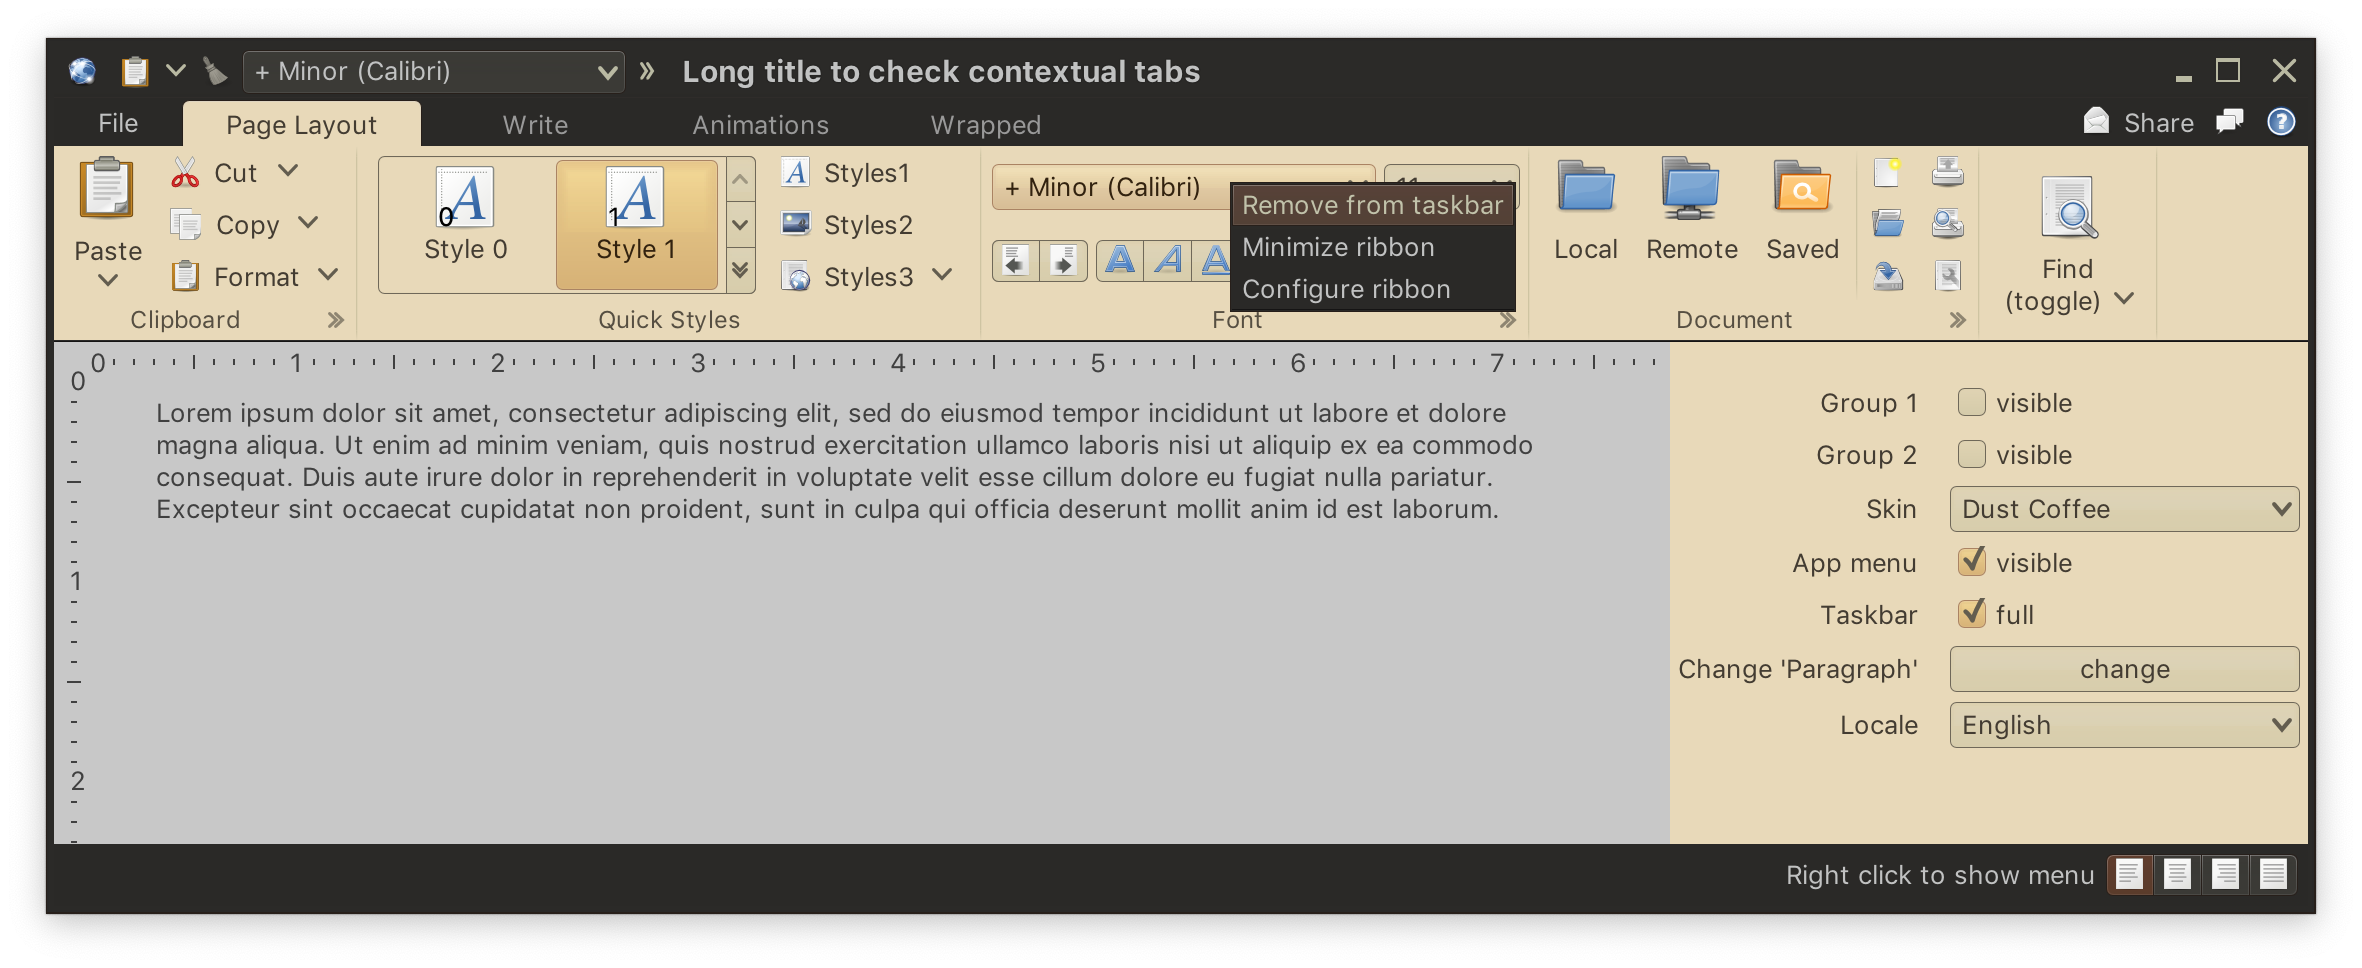 + Minor (Calibri)
Long title to check contextual tabs
File
Page Layout
Write
Animations
Wrapped
Share
Paste
Cut
Copy
Format
Clipboard
0
Style 0
1
Style 1
Styles1
Styles2
Styles3
Quick Styles
+ Minor (Calibri)
Remove from taskbar
Minimize ribbon
Configure ribbon
Font
Local
Remote
Saved
Document
Find
(toggle)
0 1 2 3 4 5 6 7
0
1
2
Lorem ipsum dolor sit amet, consectetur adipiscing elit, sed do eiusmod tempor incididunt ut labore et dolore
magna aliqua. Ut enim ad minim veniam, quis nostrud exercitation ullamco laboris nisi ut aliquip ex ea commodo
consequat. Duis aute irure dolor in reprehenderit in voluptate velit esse cillum dolore eu fugiat nulla pariatur.
Excepteur sint occaecat cupidatat non proident, sunt in culpa qui officia deserunt mollit anim id est laborum.
Group 1 visible
Group 2 visible
Skin Dust Coffee
App menu visible
Taskbar full
Change 'Paragraph' change
Locale English
Right click to show menu